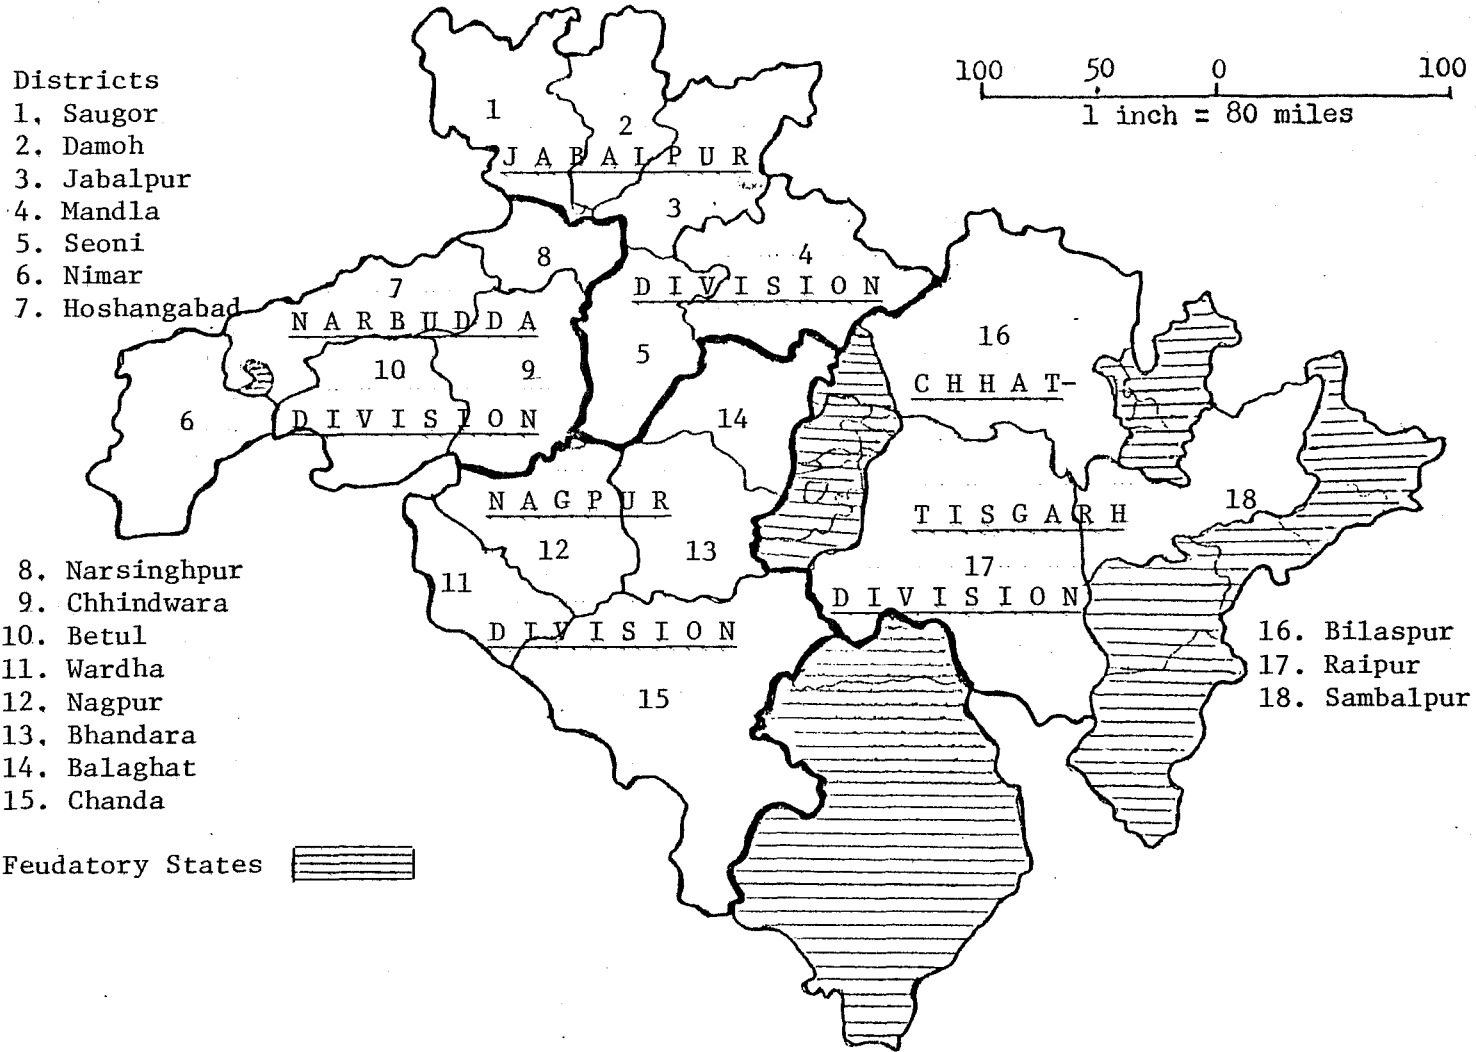 Districts
1. Saugor
2. Damoh
3. Jabalpur
4. Mandla
5. Seoni
6. Nimar
7. Hoshangabad
100 50 0 100
1 inch = 80 miles
1
2
JABALPUR
3
4
DIVISION
8
7
NARBUDDA
10
9
6
DIVISION
5
16
CHHAT-
14
NAGPUR
TISGARH
18
12
13
11
17
DIVISION
DIVISION
15
8. Narsinghpur
9. Chhindwara
10. Betul
11. Wardha
12. Nagpur
13. Bhandara
14. Balaghat
15. Chanda
16. Bilaspur
17. Raipur
18. Sambalpur
Feudatory States